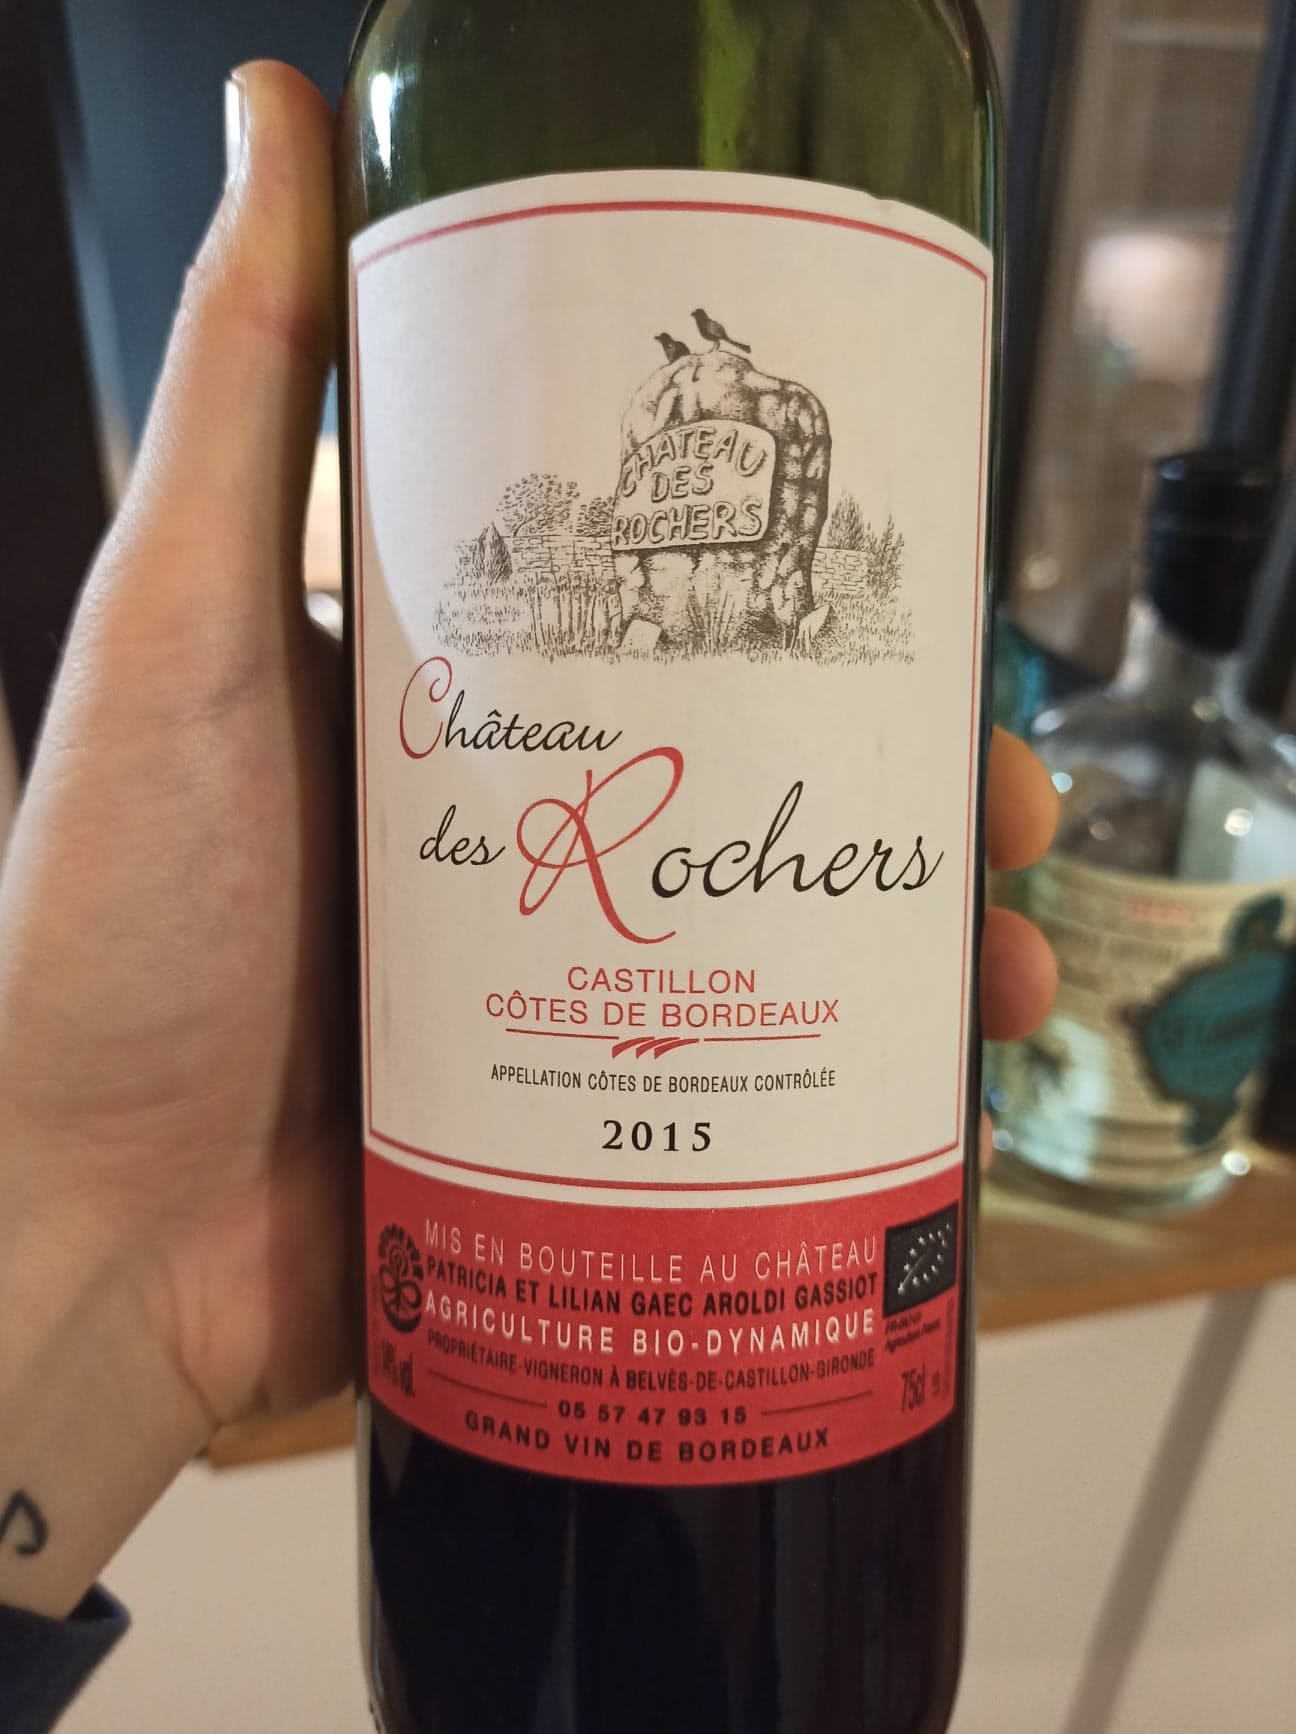 CHATEAU
DES
ROCHERS
Château
des Rochers
CASTILLON
CÔTES DE BORDEAUX
APPELLATION CÔTES DE BORDEAUX CONTRÔLÉE
2015
MIS EN BOUTEILLE AU CHÂTEAU
PATRICIA ET LILIAN GAEC AROLDI GASSIOT
AGRICULTURE BIO-DYNAMIQUE
PROPRIÉTAIRE-VIGNERON À BELVÈS-DE-CASTILLON-GIRONDE
75cl
05 57 47 93 15
GRAND VIN DE BORDEAUX